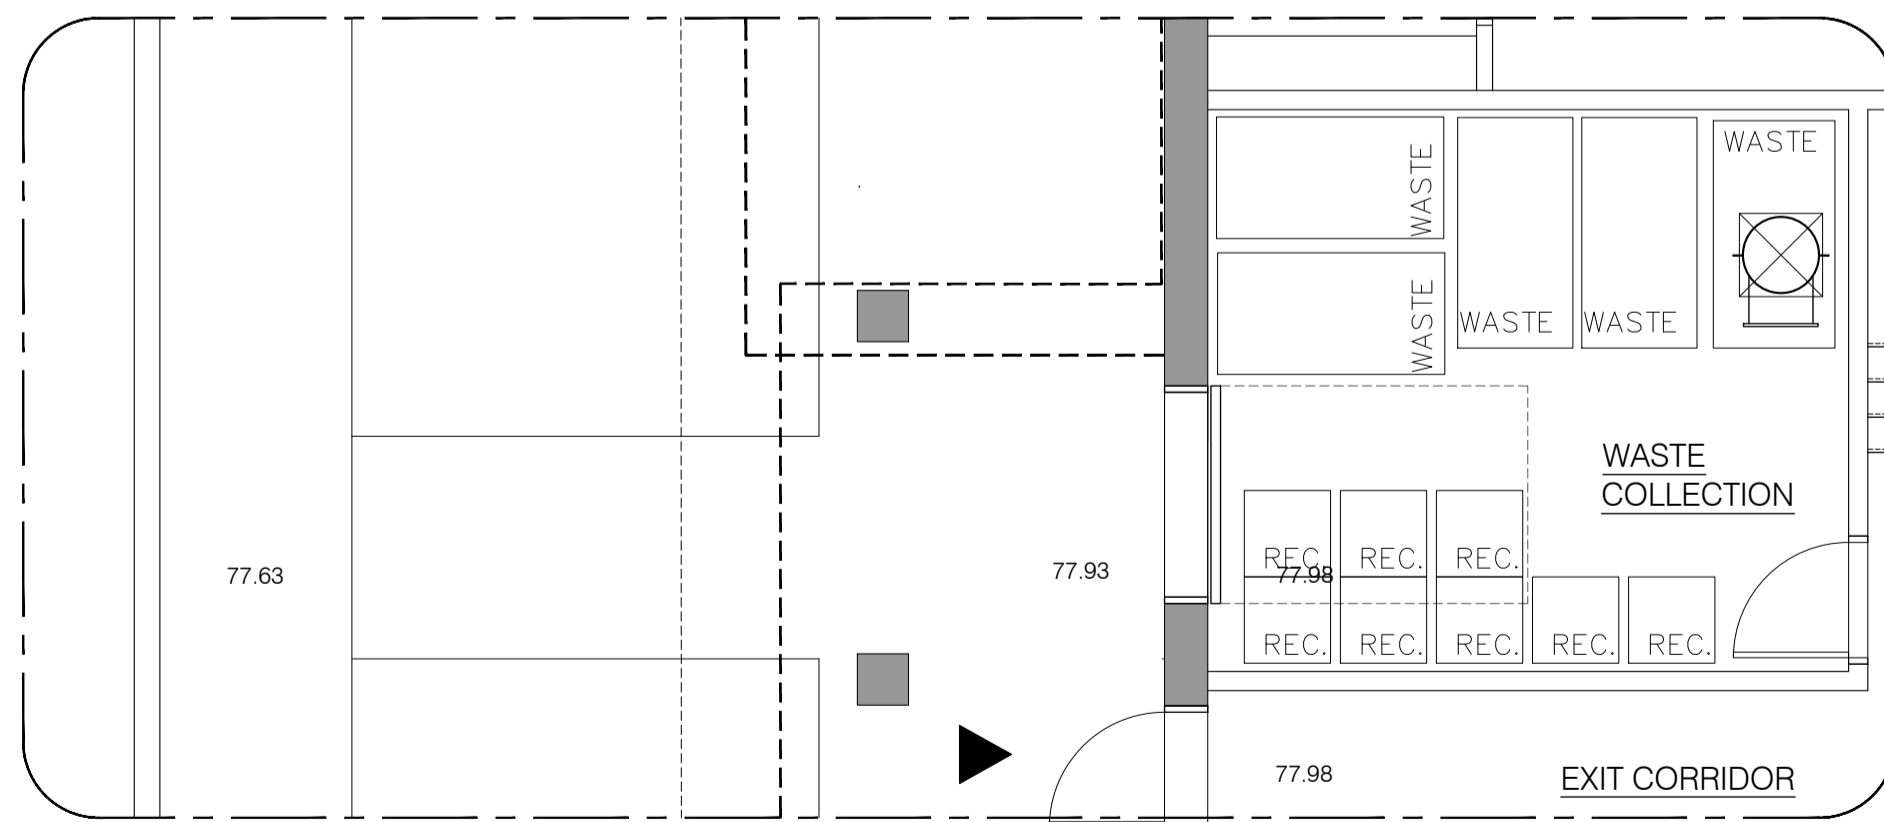 WASTE
WASTE
WASTE
WASTE
WASTE
WASTE
COLLECTION
REC. REC. REC.
77.63
77.93
77.98
REC. REC. REC. REC. REC.
77.98
EXIT CORRIDOR